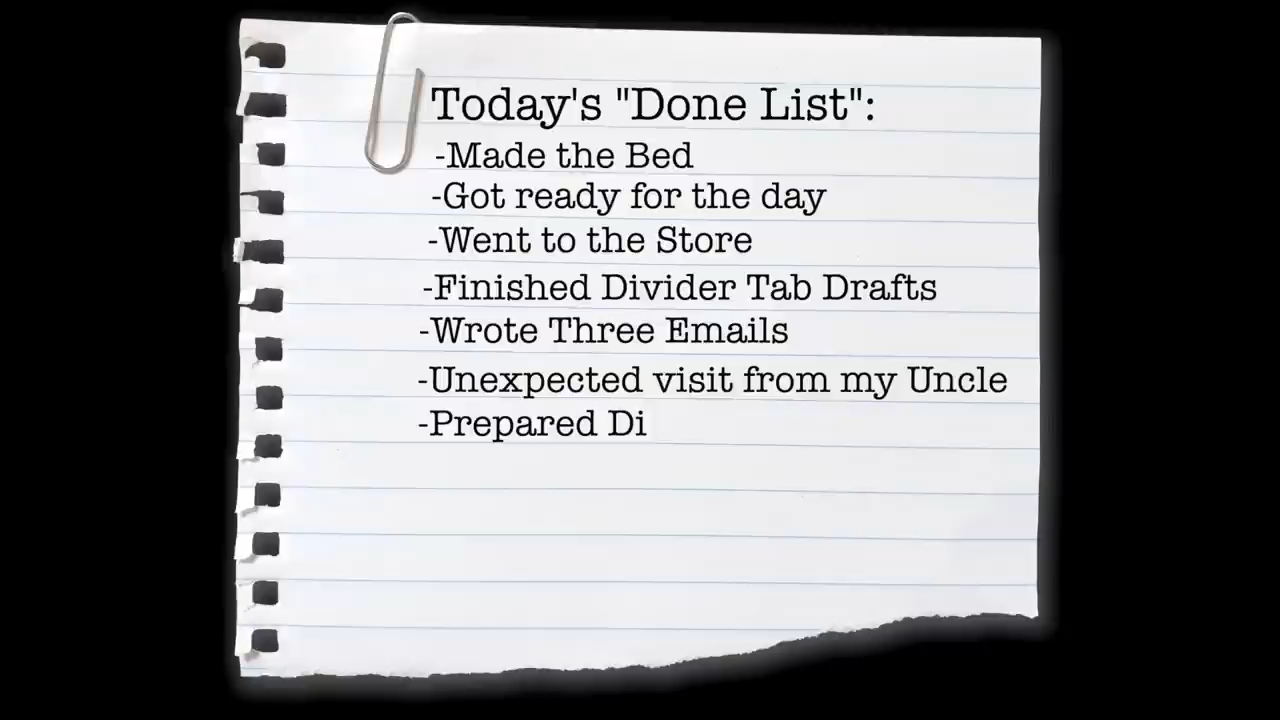 Today's "Done List":
-Made the Bed
-Got ready for the day
-Went to the Store
-Finished Divider Tab Drafts
-Wrote Three Emails
-Unexpected visit from my Uncle
-Prepared Di